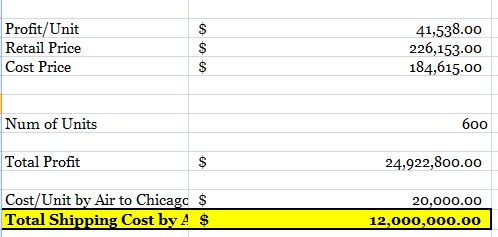 Profit/Unit $ 41,538.00
Retail Price $ 226,153.00
Cost Price $ 184,615.00
Num of Units 600
Total Profit $ 24,922,800.00
Cost/Unit by Air to Chicago $ 20,000.00
Total Shipping Cost by A $ 12,000,000.00